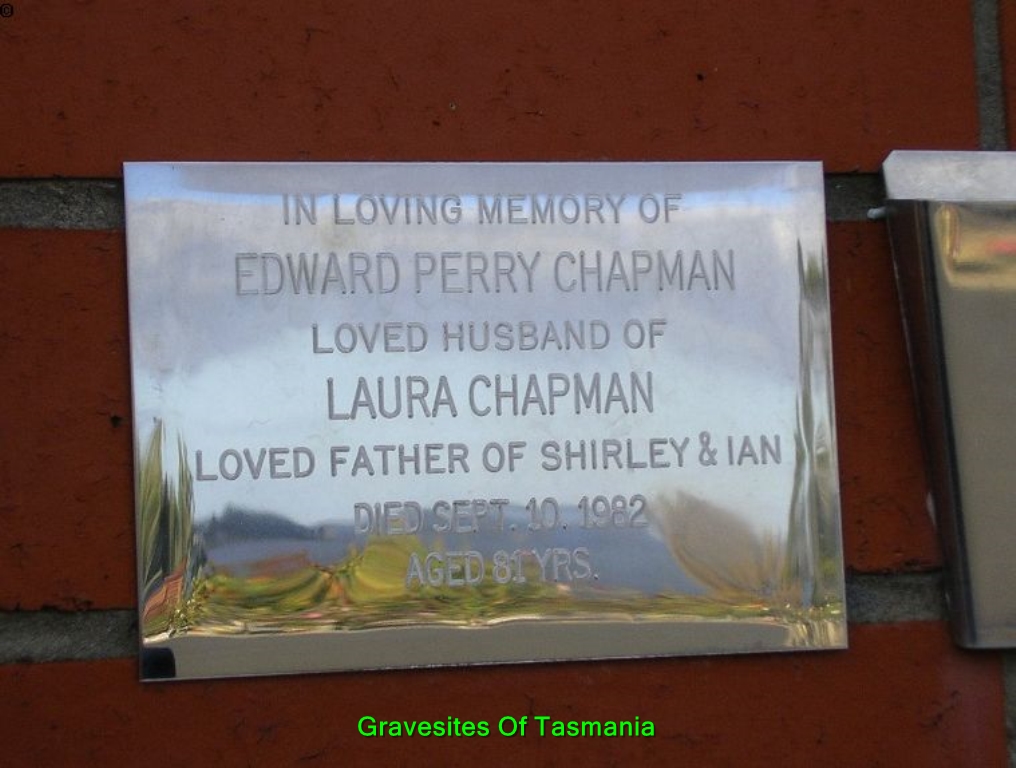 ©
IN LOVING MEMORY OF
EDWARD PERRY CHAPMAN
LOVED HUSBAND OF
LAURA CHAPMAN
LOVED FATHER OF SHIRLEY & IAN
DIED SEPT. 10. 1982
AGED 81 YRS.
Gravesites Of Tasmania